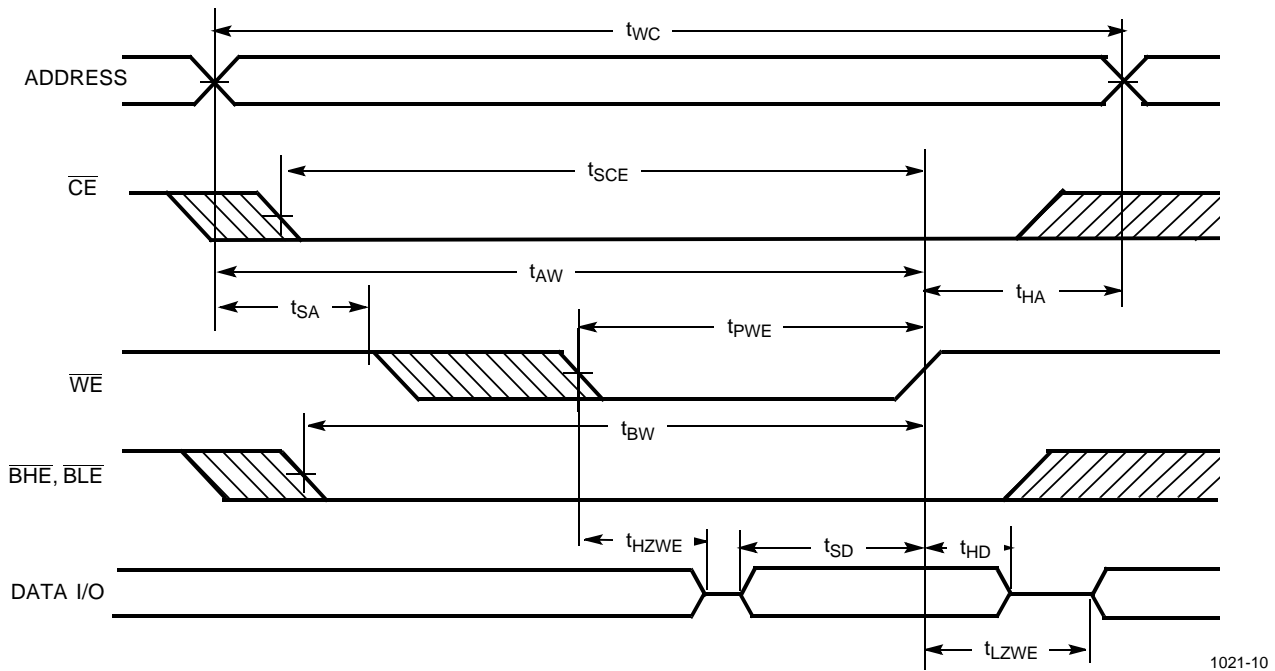 tWC
ADDRESS
tSCE
CE
tAW
tHA
tSA
tPWE
WE
tBW
BHE, BLE
tHZWE
tSD
tHD
DATA I/O
tLZWE
1021-10